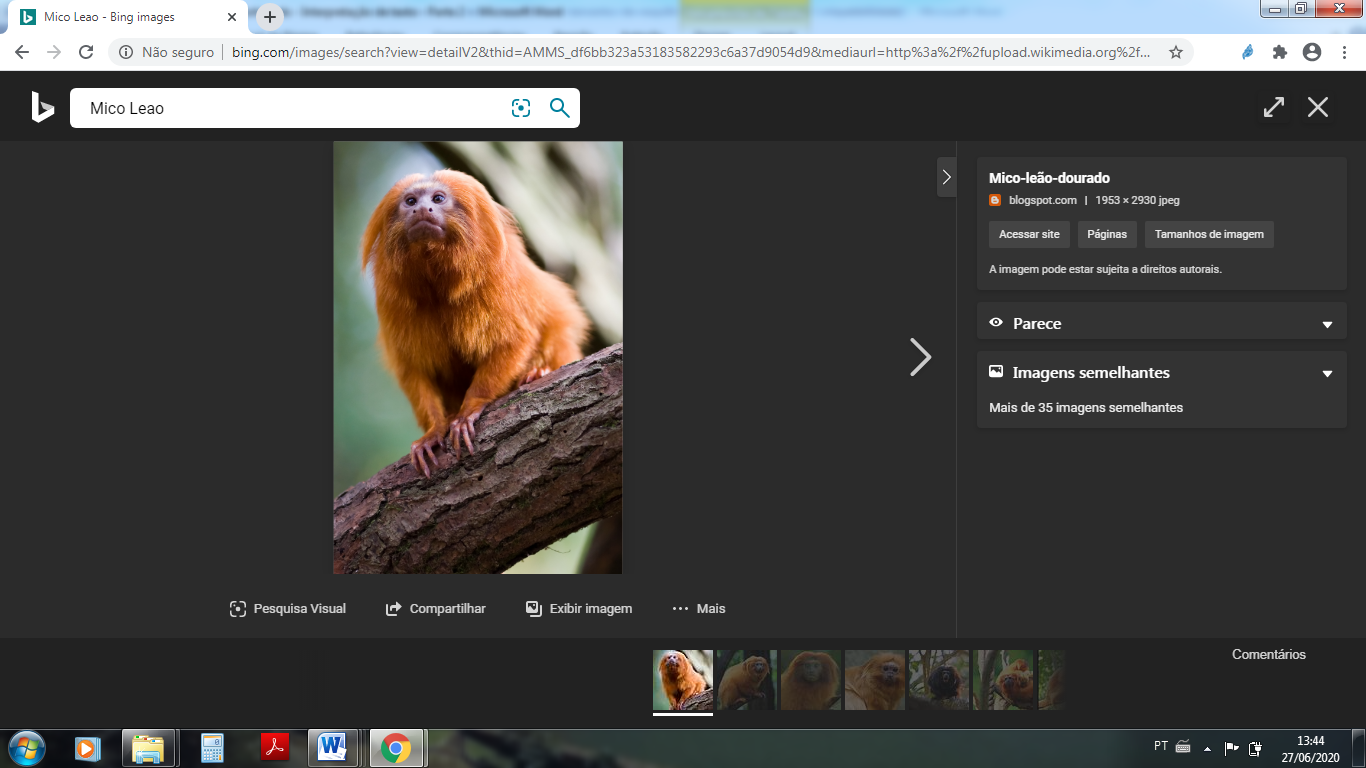 Mico Leao - Bing images
Não seguro
bing.com/images/search?view=detailV2&thid=AMMS_df6bb323a53183582293c6a37d9054d9&mediaurl=http%3a%2f%2fupload.wikimedia.org%2f...
Mico Leao
Mico-leão-dourado
blogspot.com | 1953 × 2930 jpeg
Acessar site
Páginas
Tamanhos de imagem
A imagem pode estar sujeita a direitos autorais.
Parece
Imagens semelhantes
Mais de 35 imagens semelhantes
Pesquisa Visual
Compartilhar
Exibir imagem
Mais
Comentários
PT
13:44
27/06/2020